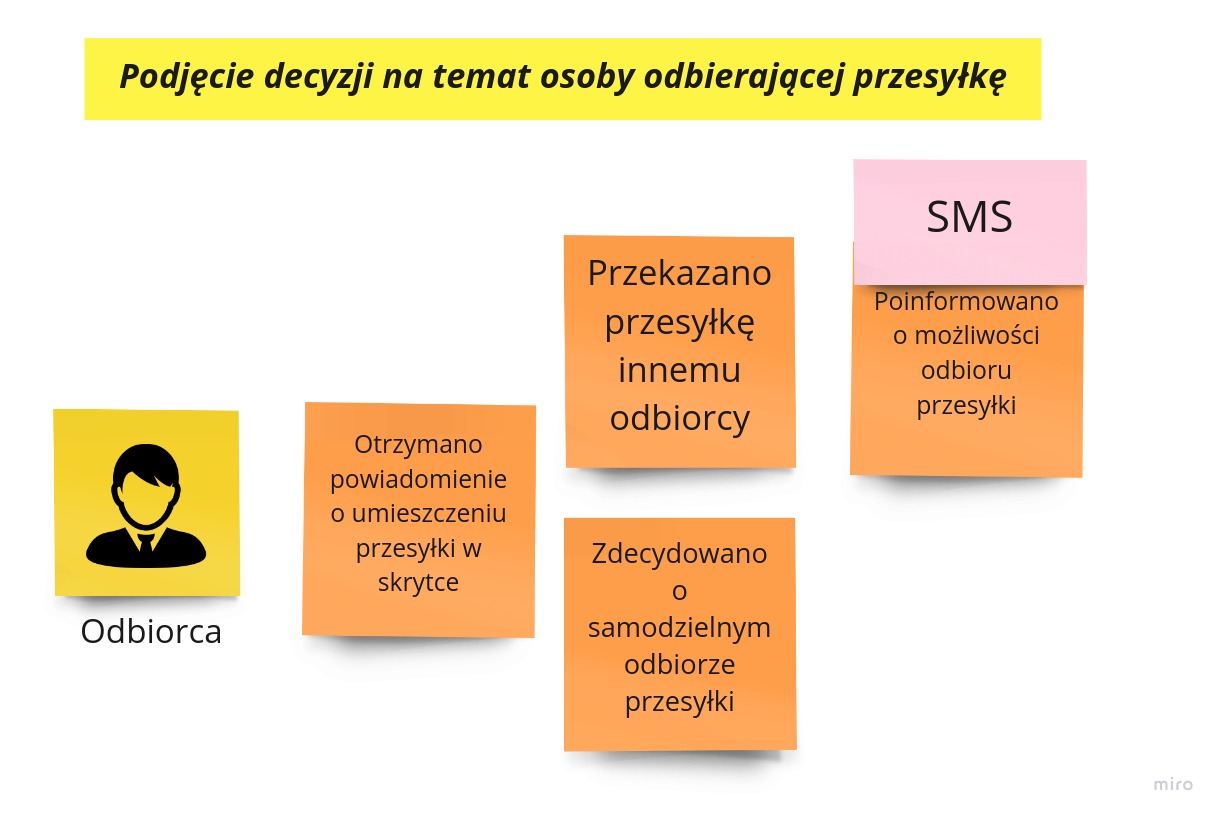 Podjęcie decyzji na temat osoby odbierającej przesyłkę
SMS
Przekazano
przesyłkę
innemu
odbiorcy
Poinformowano
o możliwości
odbioru
przesyłki
Otrzymano
powiadomienie
o umieszczeniu
przesyłki w
skrytce
Zdecydowano
o
samodzielnym
odbiorze
przesyłki
Odbiorca
miro